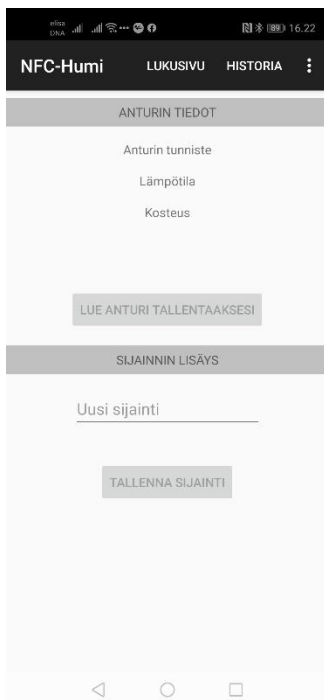 elisa
DNA 89 16.22
NFC-Humi LUKUSIVU HISTORIA
ANTURIN TIEDOT
Anturin tunniste
Lämpötila
Kosteus
LUE ANTURI TALLENTAAKSESI
SIJAINNIN LISÄYS
Uusi sijainti
TALLENNA SIJAINTI